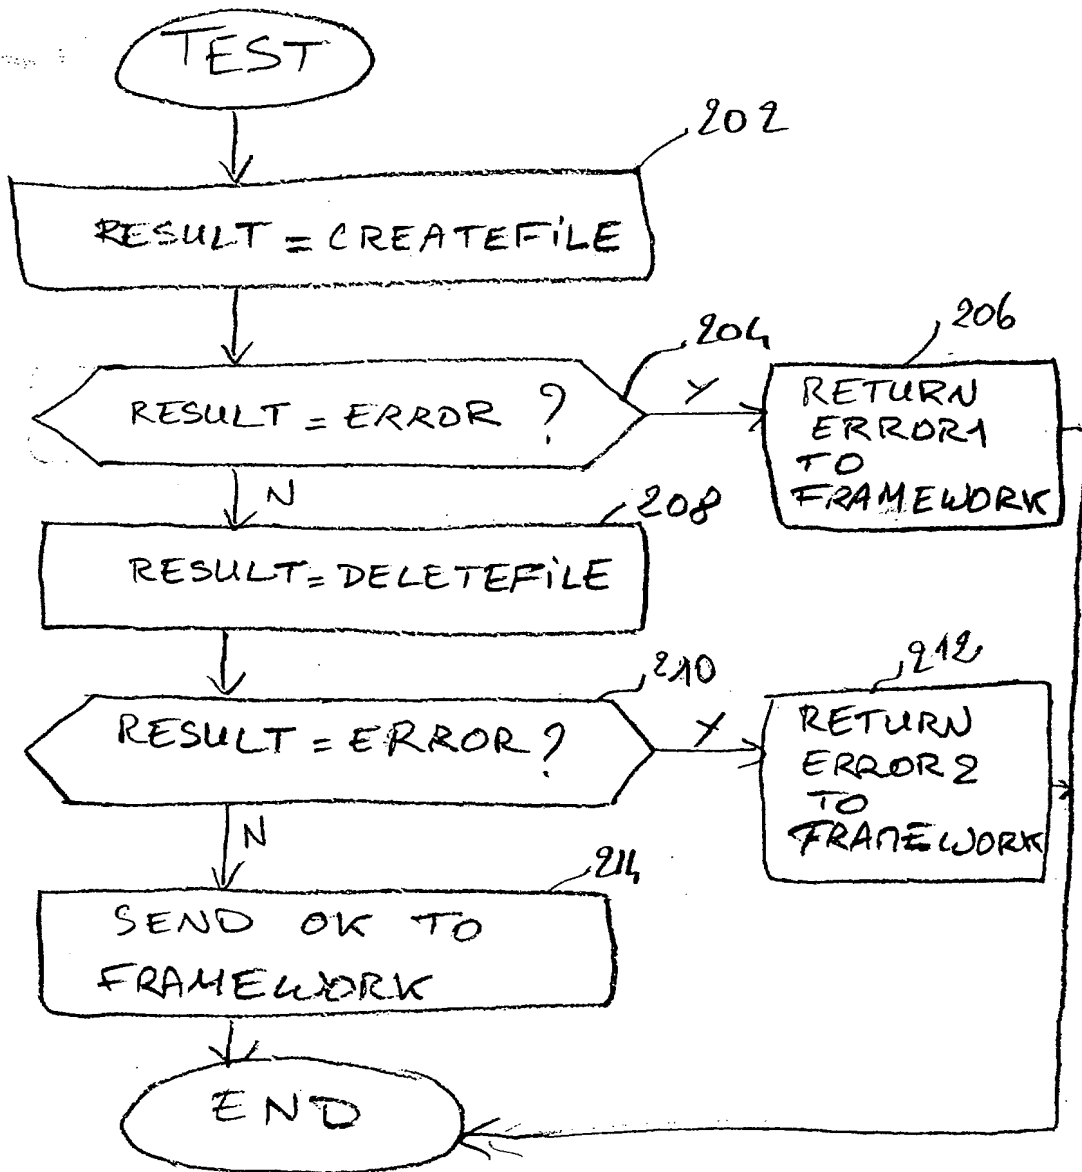 TEST
202
RESULT = CREATEFILE
204
206
RESULT = ERROR ?
Y
RETURN
ERROR1
TO
FRAMEWORK
N
208
RESULT = DELETEFILE
210
212
RESULT = ERROR ?
Y
RETURN
ERROR2
TO
FRAMEWORK
N
214
SEND OK TO
FRAMEWORK
END